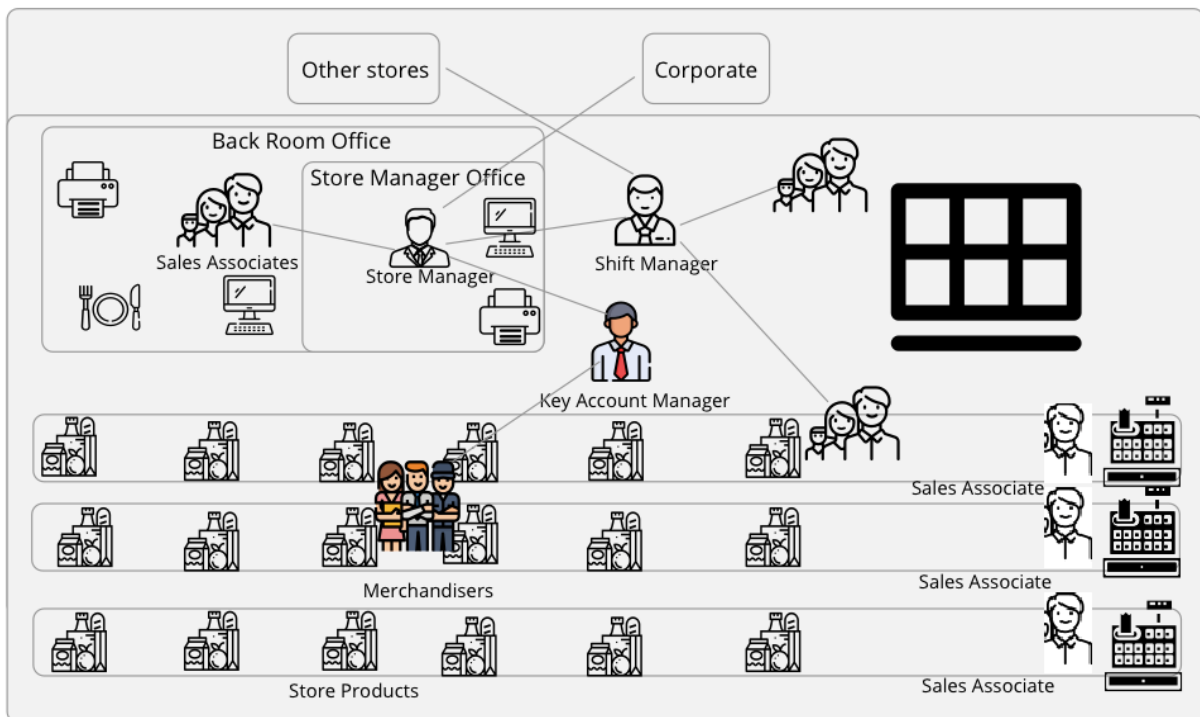 Other stores
Corporate
Back Room Office
Store Manager Office
Sales Associates
Store Manager
Shift Manager
Key Account Manager
Sales Associate
Merchandisers
Sales Associate
Store Products
Sales Associate